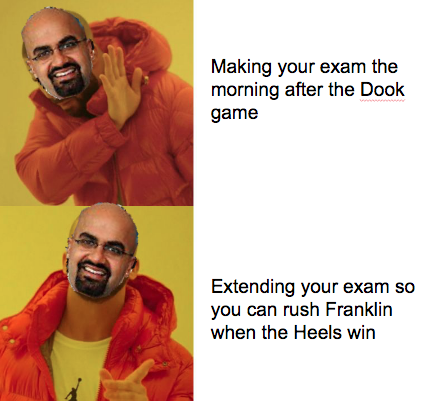 Making your exam the
morning after the Dook
game
Extending your exam so
you can rush Franklin
when the Heels win